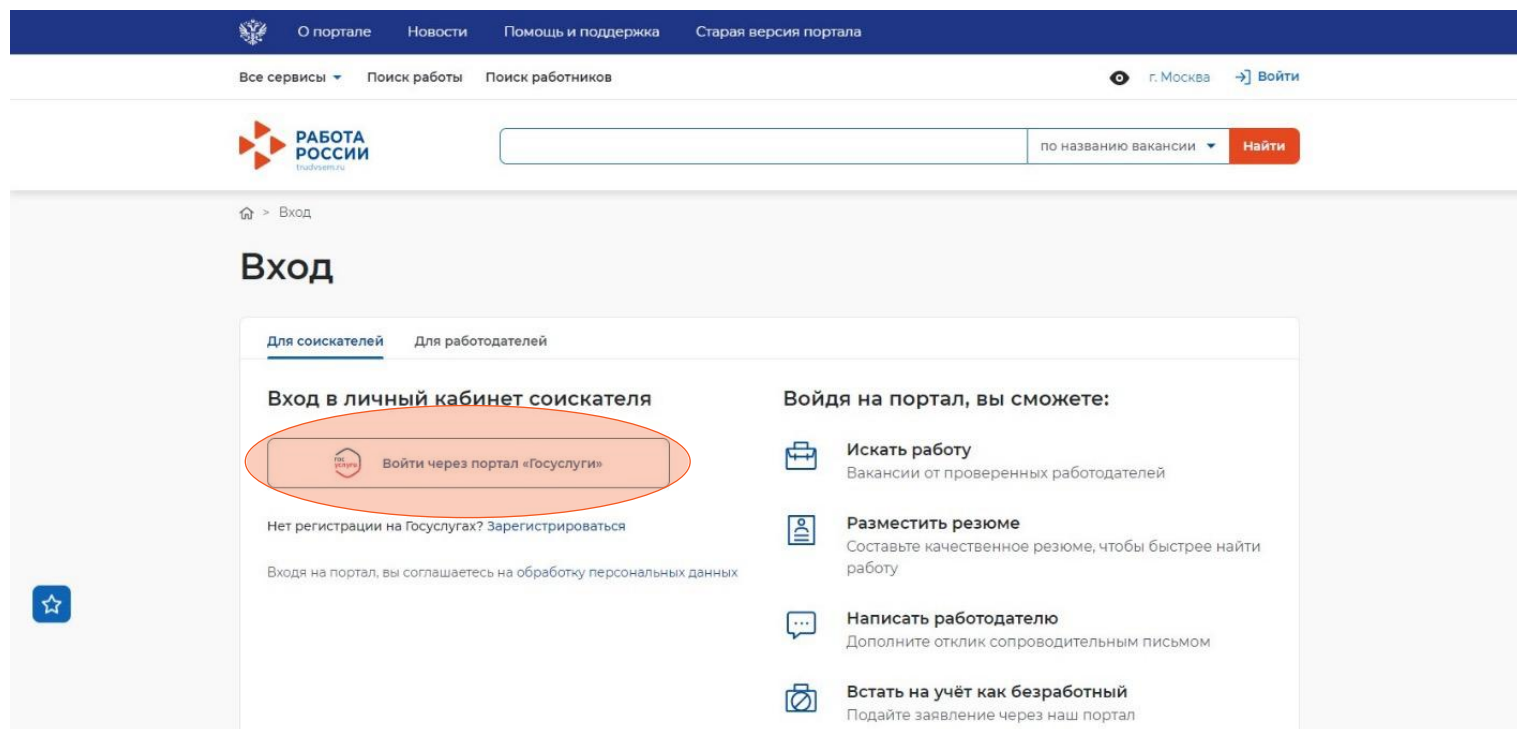 О портале Новости Помощь и поддержка Старая версия портала
Все сервисы Поиск работы Поиск работников г. Москва Войти
РАБОТА
РОССИИ
trudvsem.ru
по названию вакансии Найти
> Вход
Вход
Для соискателей Для работодателей
Вход в личный кабинет соискателя
гос
услуги
Войти через портал «Госуслуги»
Нет регистрации на Госуслугах? Зарегистрироваться
Входя на портал, вы соглашаетесь на обработку персональных данных
Войдя на портал, вы сможете:
Искать работу
Вакансии от проверенных работодателей
Разместить резюме
Составьте качественное резюме, чтобы быстрее найти
работу
Написать работодателю
Дополните отклик сопроводительным письмом
Встать на учёт как безработный
Подайте заявление через наш портал